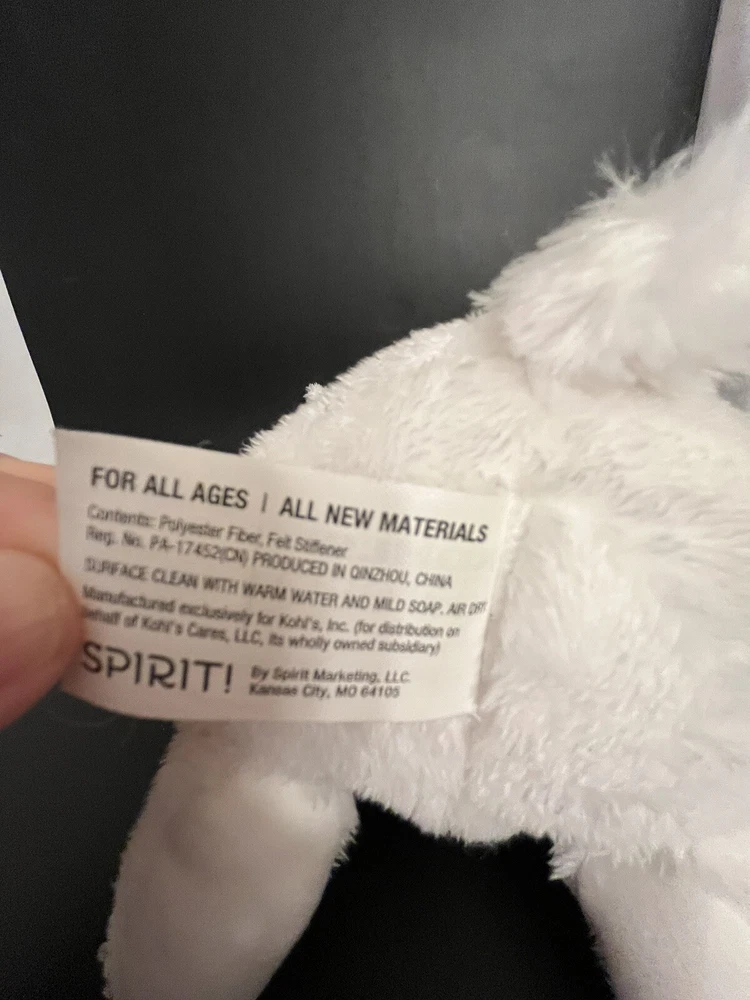 FOR ALL AGES | ALL NEW MATERIALS
Contents: Polyester Fiber, Felt Stiffener
Reg. No. PA-17452(CN) PRODUCED IN QINZHOU, CHINA
SURFACE CLEAN WITH WARM WATER AND MILD SOAP. AIR DRY
Manufactured exclusively for Kohl's, Inc. (for distribution on
behalf of Kohl's Cares, LLC, its wholly owned subsidiary)
SPIRIT! By Spirit Marketing, LLC
Kansas City, MO 64105